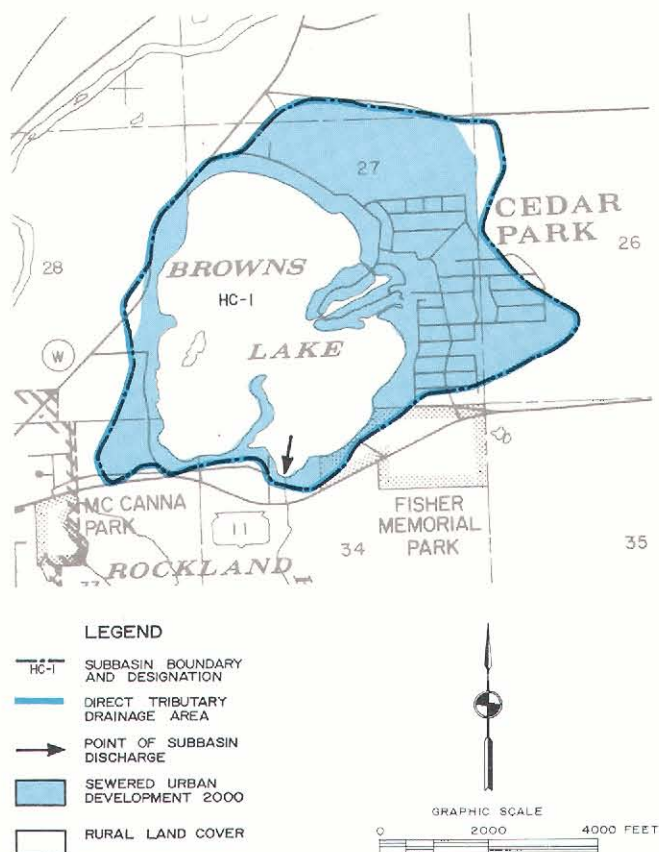 27
CEDAR
PARK
26
28
BROWNS
HC-1
LAKE
W
MC CANNA
PARK
11
FISHER
MEMORIAL
PARK
34
35
ROCKLAND
33
LEGEND
HC-1
SUBBASIN BOUNDARY
AND DESIGNATION
DIRECT TRIBUTARY
DRAINAGE AREA
POINT OF SUBBASIN
DISCHARGE
SEWERED URBAN
DEVELOPMENT 2000
RURAL LAND COVER
GRAPHIC SCALE
0 2000 4000 FEET